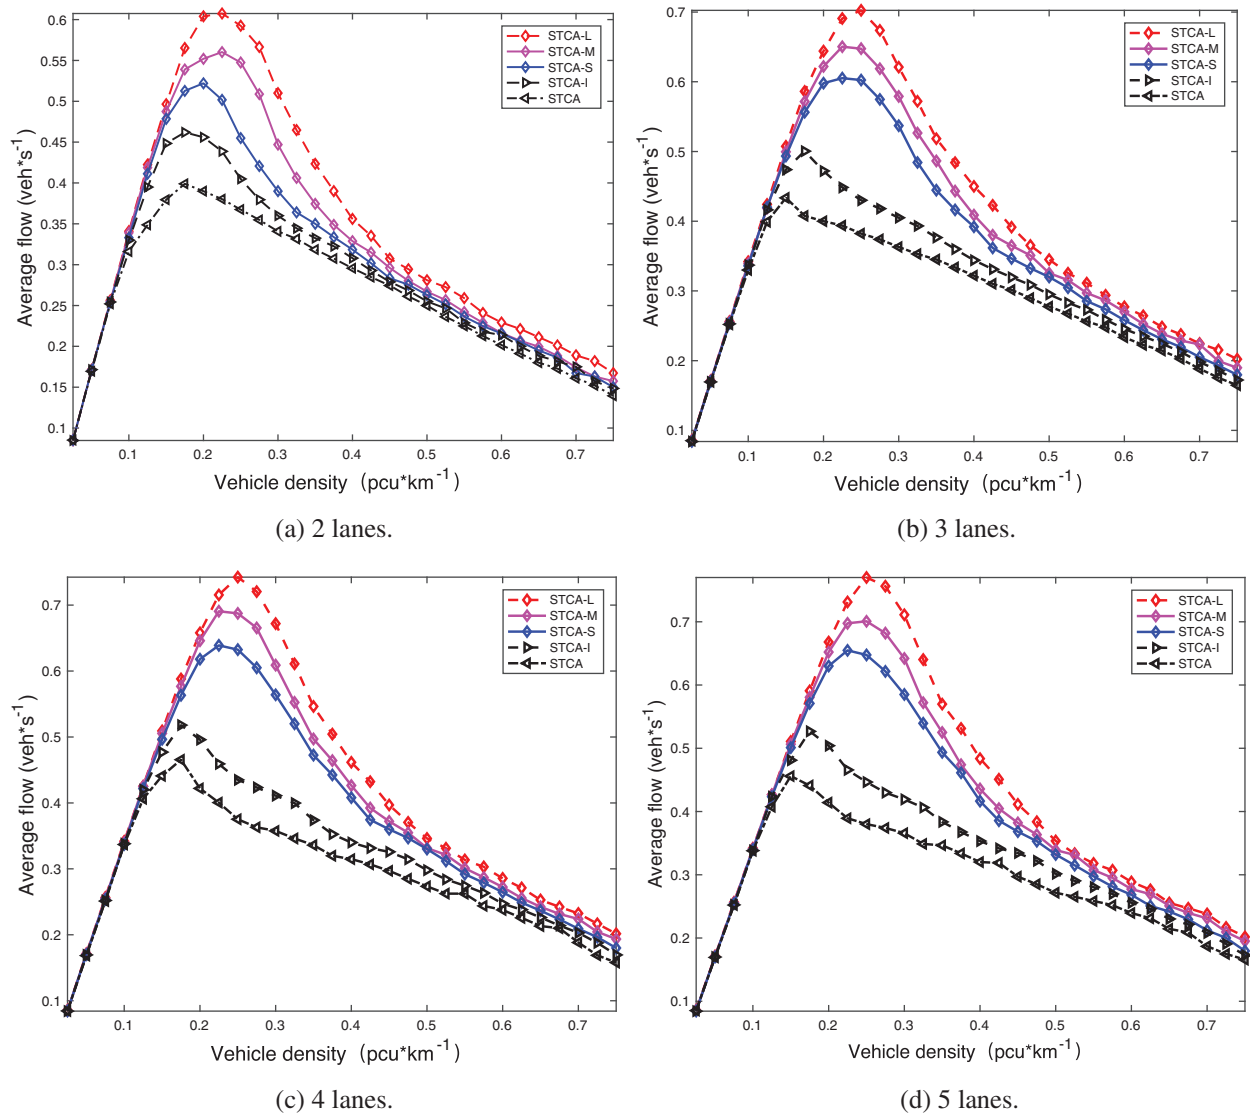 0.6
0.55
0.5
0.45
0.4
0.35
0.3
0.25
0.2
0.15
0.1
Average flow (veh*s⁻¹)
STCA-L
STCA-M
STCA-S
STCA-I
STCA
0.1 0.2 0.3 0.4 0.5 0.6 0.7
Vehicle density (pcu*km⁻¹)
(a) 2 lanes.
0.7
0.6
0.5
0.4
0.3
0.2
0.1
Average flow (veh*s⁻¹)
STCA-L
STCA-M
STCA-S
STCA-I
STCA
0.1 0.2 0.3 0.4 0.5 0.6 0.7
Vehicle density (pcu*km⁻¹)
(b) 3 lanes.
0.7
0.6
0.5
0.4
0.3
0.2
0.1
Average flow (veh*s⁻¹)
STCA-L
STCA-M
STCA-S
STCA-I
STCA
0.1 0.2 0.3 0.4 0.5 0.6 0.7
Vehicle density (pcu*km⁻¹)
(c) 4 lanes.
0.7
0.6
0.5
0.4
0.3
0.2
0.1
Average flow (veh*s⁻¹)
STCA-L
STCA-M
STCA-S
STCA-I
STCA
0.1 0.2 0.3 0.4 0.5 0.6 0.7
Vehicle density (pcu*km⁻¹)
(d) 5 lanes.